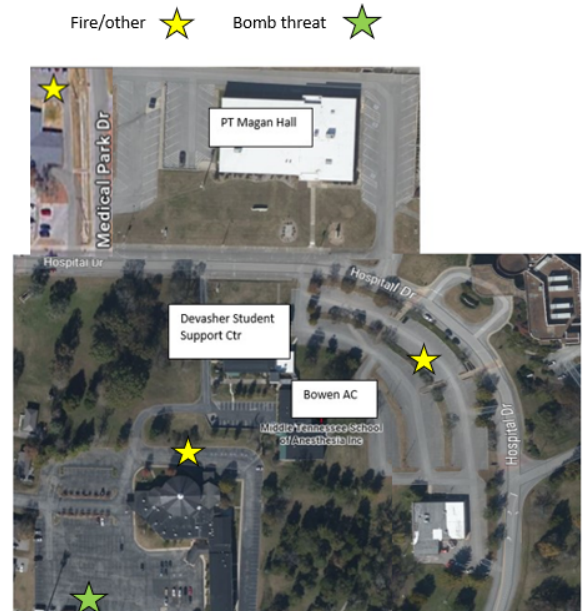 Fire/other
Bomb threat
PT Magan Hall
Medical Park Dr
Hospital Dr
Hospital Dr
Devasher Student
Support Ctr
Bowen AC
Middle Tennessee School
of Anesthesia Inc
Hospital Dr